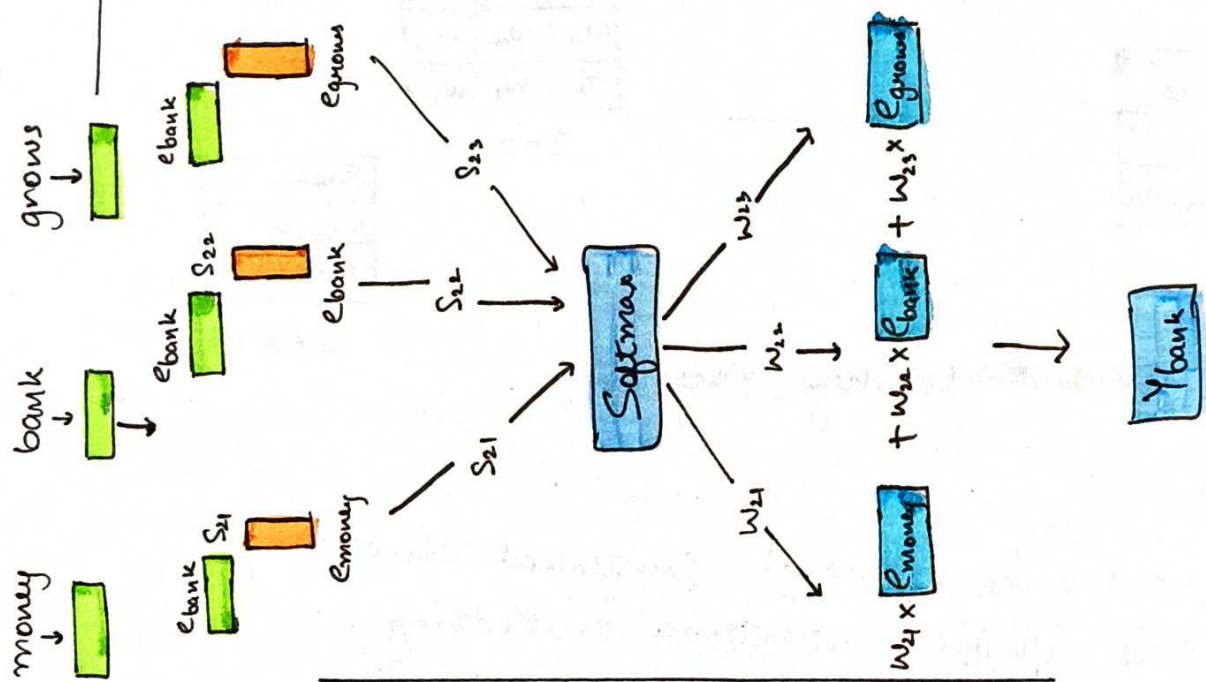 money bank grows
ebank S21 ebank S22 ebank
emoney ebank egrows
S21 S22 S23
Softmax
W21 W22 W23
W21 × emoney + W22 × ebank + W23 × egrows
Ybank